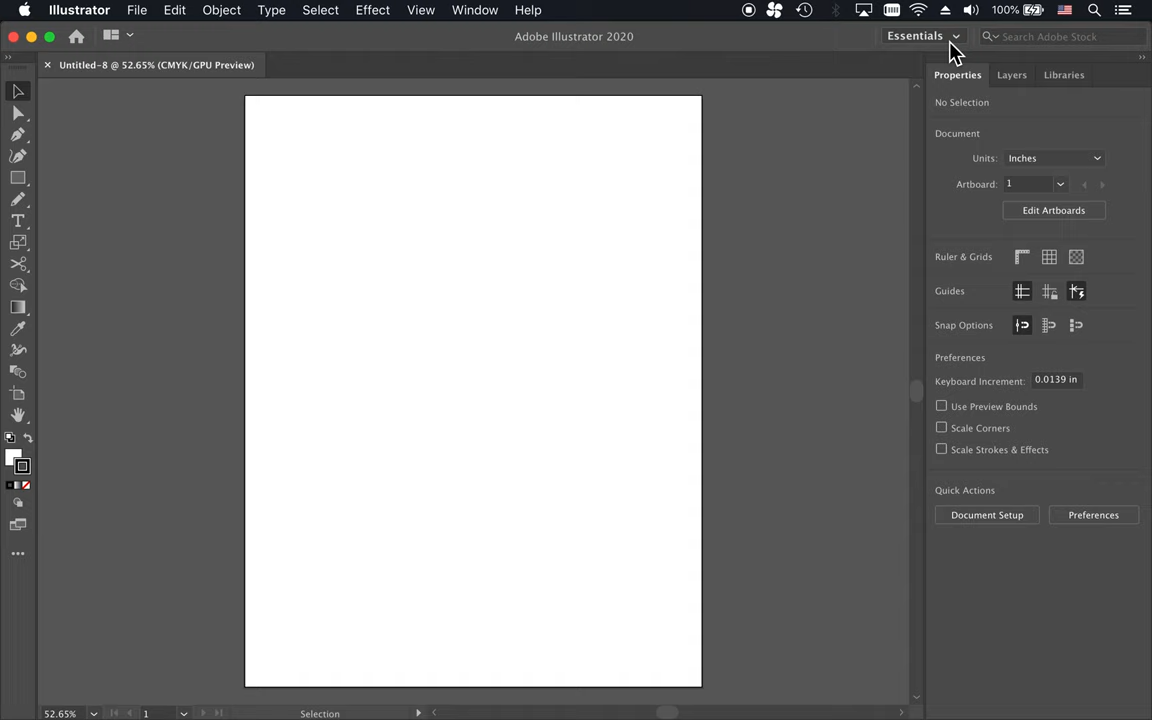 Illustrator File Edit Object Type Select Effect View Window Help 100%
Adobe Illustrator 2020 Essentials Search Adobe Stock
Untitled-8 @ 52.65% (CMYK/GPU Preview)
Properties Layers Libraries
No Selection
Document
Units: Inches
Artboard: 1
Edit Artboards
Ruler & Grids
Guides
Snap Options
Preferences
Keyboard Increment: 0.0139 in
Use Preview Bounds
Scale Corners
Scale Strokes & Effects
Quick Actions
Document Setup Preferences
52.65% 1 Selection